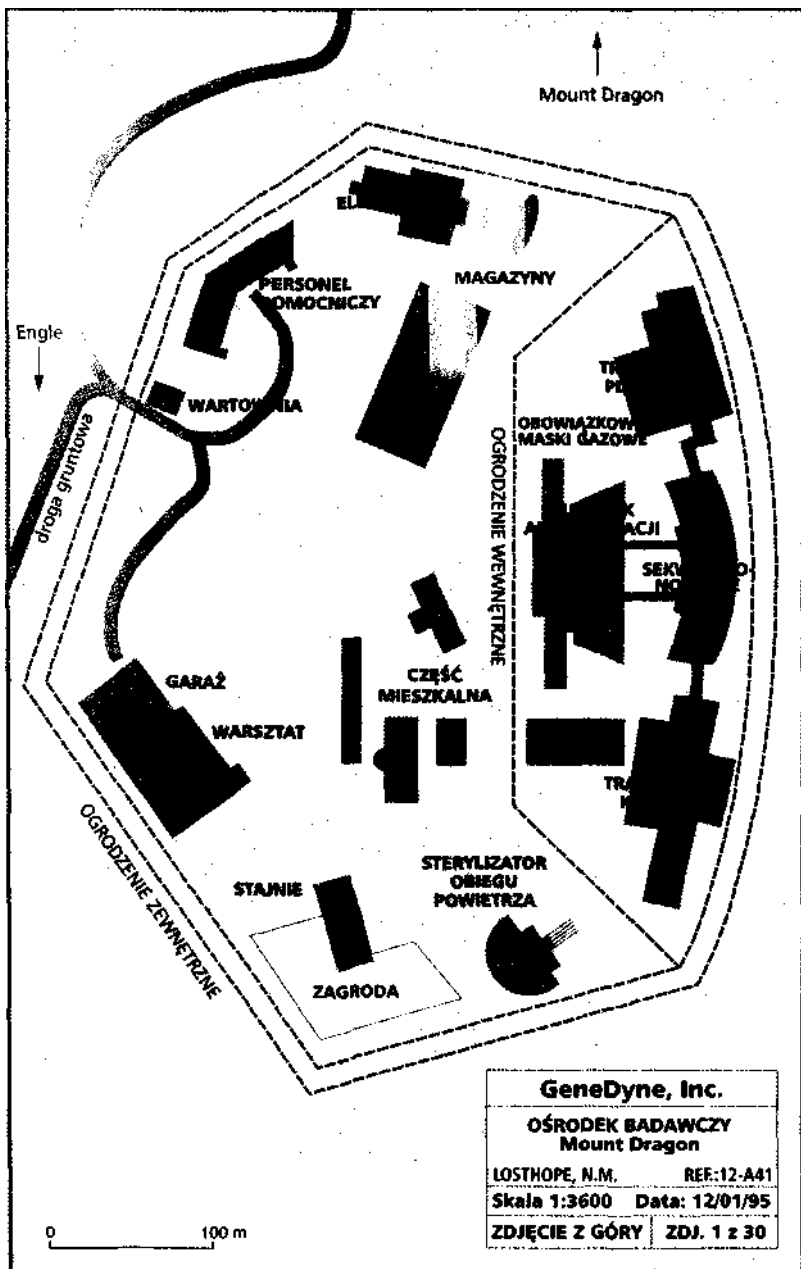 Mount Dragon
MAGAZYNY
PERSONEL
Engle
WARTOWNIA
droga gruntowa
OBOWIĄZKOWE
MASKI GAZOWE
OGRODZENIE WEWNĘTRZNE
GARAŻ
WARSZTAT
CZĘŚĆ
MIESZKALNA
OGRODZENIE ZEWNĘTRZNE
STAJNIE
ZAGRODA
STERYLIZATOR
OBIEGU
POWIETRZA
GeneDyne, Inc.
OŚRODEK BADAWCZY
Mount Dragon
LOSTHOPE, N.M. REF.:12-A41
Skala 1:3600 Data: 12/01/95
ZDJĘCIE Z GÓRY ZDJ. 1 z 30
0 100 m